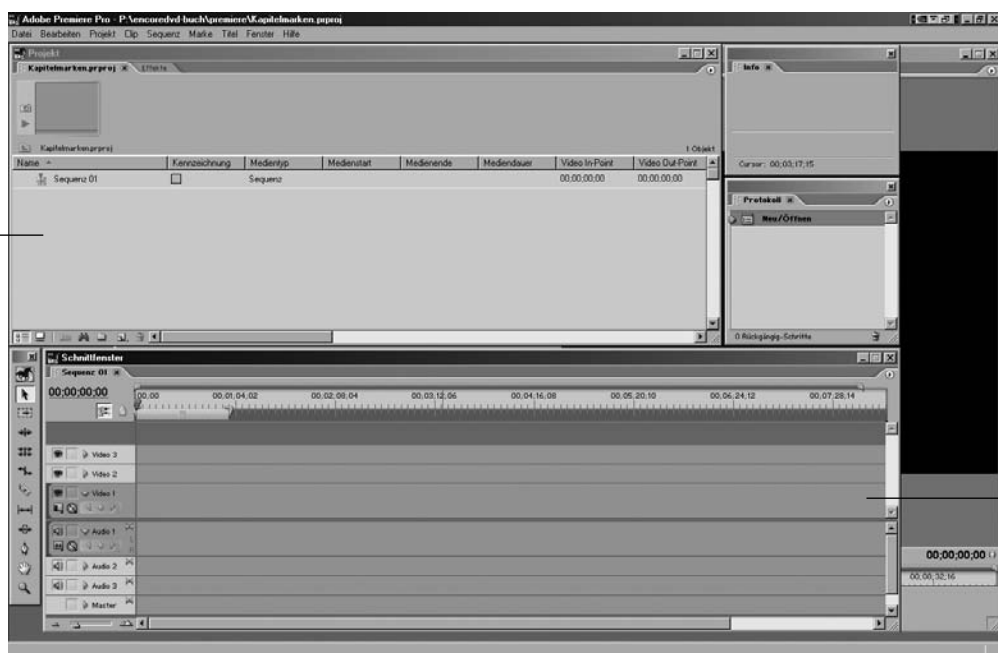 Adobe Premiere Pro - P:\encoredvd-buch\premiere\Kapitelmarken.prproj
Datei Bearbeiten Projekt Clip Sequenz Marke Titel Fenster Hilfe
Projekt
Kapitelmarken.prproj Effekte
Kapitelmarken.prproj
1 Objekt
Name Kennzeichnung Medientyp Medienstart Medienende Mediendauer Video In-Point Video Out-Point
Sequenz 01 Sequenz 00;00;00;00 00;00;00;00
Info
Cursor: 00;03;17;15
Protokoll
Neu/Öffnen
0 Rückgängig-Schritte
Schnittfenster
Sequenz 01
00;00;00;00
00;00 00;01;04;02 00;02;08;04 00;03;12;06 00;04;16;08 00;05;20;10 00;06;24;12 00;07;28;14
Video 3
Video 2
Video 1
Audio 1
Audio 2
Audio 3
Master
00;00;00;00
00;00;32;16